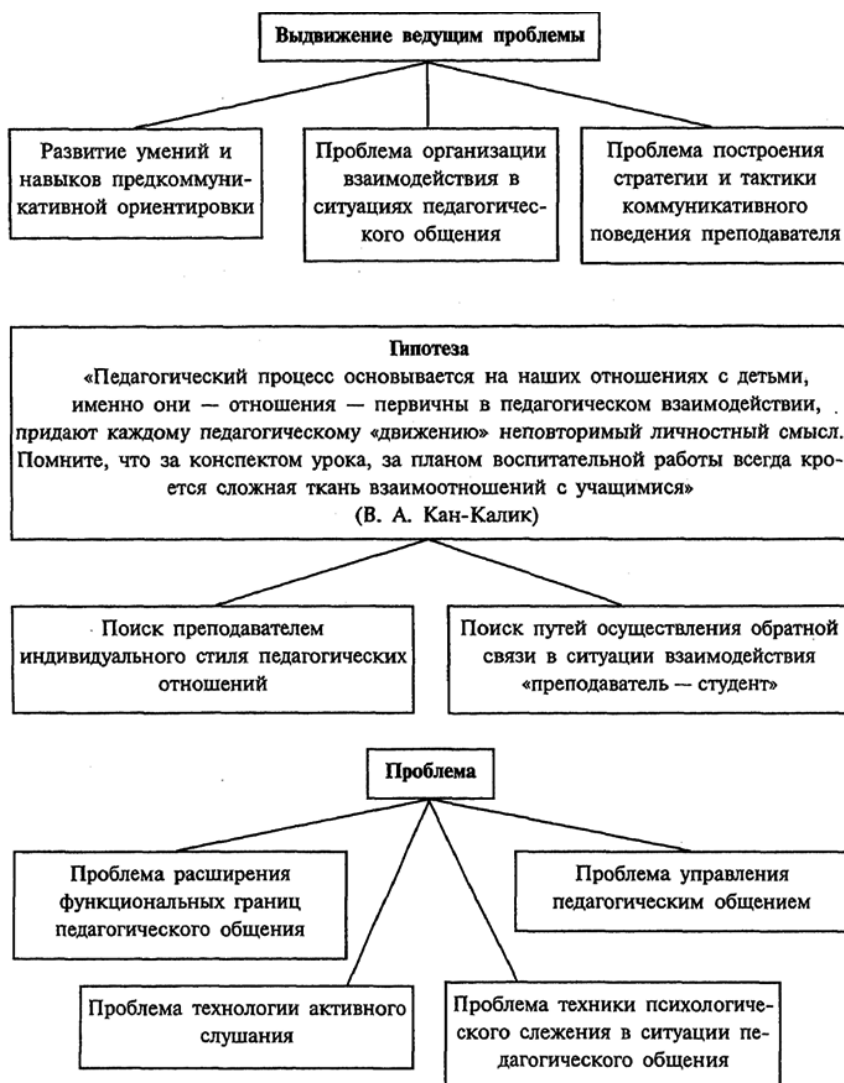 Выдвижение ведущим проблемы
Развитие умений и
навыков предкоммуни-
кативной ориентировки
Проблема организации
взаимодействия в
ситуациях педагогичес-
кого общения
Проблема построения
стратегии и тактики
коммуникативного
поведения преподавателя
Гипотеза
«Педагогический процесс основывается на наших отношениях с детьми,
именно они — отношения — первичны в педагогическом взаимодействии,
придают каждому педагогическому «движению» неповторимый личностный смысл.
Помните, что за конспектом урока, за планом воспитательной работы всегда кро-
ется сложная ткань взаимоотношений с учащимися»
(В. А. Кан-Калик)
Поиск преподавателем
индивидуального стиля педагогических
отношений
Поиск путей осуществления обратной
связи в ситуации взаимодействия
«преподаватель — студент»
Проблема
Проблема расширения
функциональных границ
педагогического общения
Проблема управления
педагогическим общением
Проблема технологии активного
слушания
Проблема техники психологиче-
ского слежения в ситуации пе-
дагогического общения